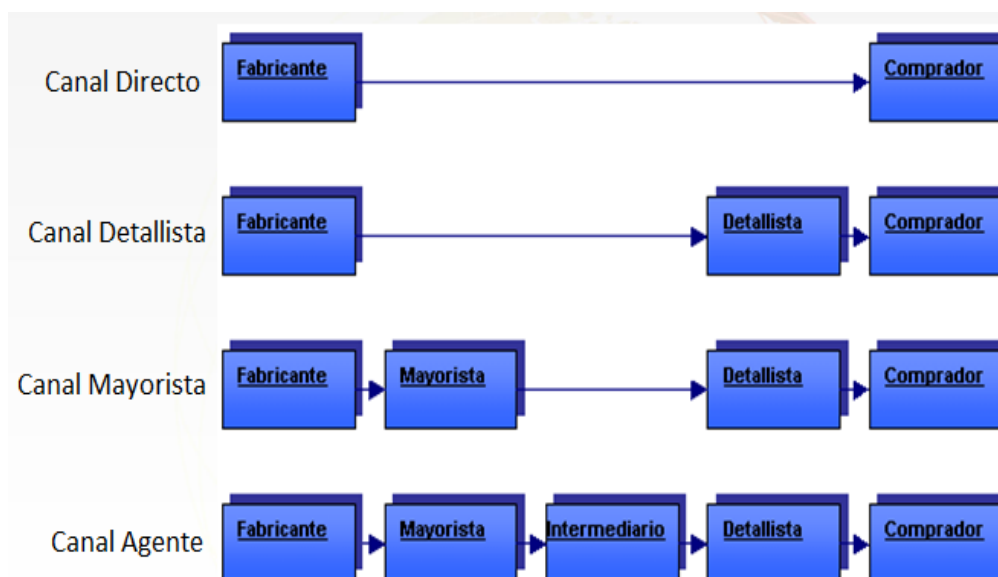 Canal Directo
Fabricante
Comprador
Canal Detallista
Fabricante
Detallista
Comprador
Canal Mayorista
Fabricante
Mayorista
Detallista
Comprador
Canal Agente
Fabricante
Mayorista
Intermediario
Detallista
Comprador